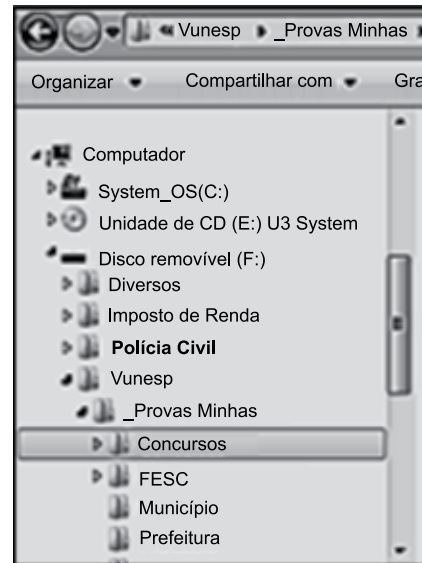 Vunesp _Provas Minhas
Organizar Compartilhar com Gra
Computador
System_OS(C:)
Unidade de CD (E:) U3 System
Disco removível (F:)
Diversos
Imposto de Renda
Polícia Civil
Vunesp
_Provas Minhas
Concursos
FESC
Município
Prefeitura